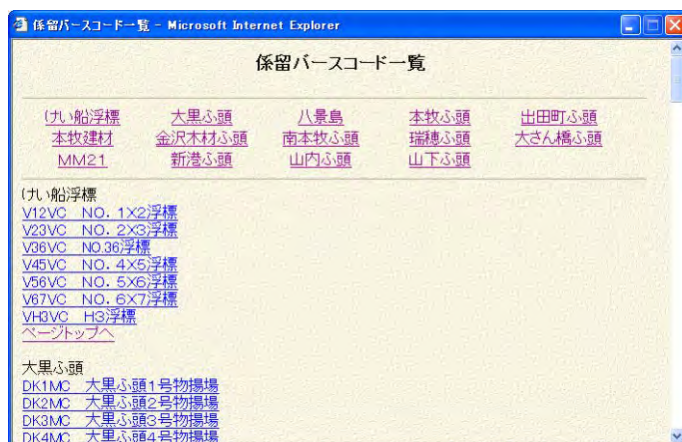 係留バースコード一覧 - Microsoft Internet Explorer
係留バースコード一覧
けい船浮標 大黒ふ頭 八景島 本牧ふ頭 出田町ふ頭
本牧建材 金沢木材ふ頭 南本牧ふ頭 瑞穂ふ頭 大さん橋ふ頭
MM21 新港ふ頭 山内ふ頭 山下ふ頭
けい船浮標
V12VC NO.1X2浮標
V23VC NO.2X3浮標
V36VC NO.36浮標
V45VC NO.4X5浮標
V56VC NO.5X6浮標
V67VC NO.6X7浮標
VH3VC H3浮標
ページトップへ
大黒ふ頭
DK1MC 大黒ふ頭1号物揚場
DK2MC 大黒ふ頭2号物揚場
DK3MC 大黒ふ頭3号物揚場
DK4MC 大黒ふ頭4号物揚場